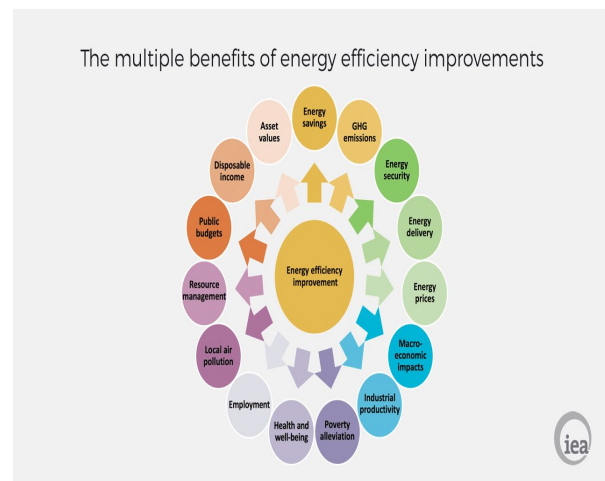 The multiple benefits of energy efficiency improvements
Energy
savings
GHG
emissions
Energy
security
Energy
delivery
Energy
prices
Macro-
economic
impacts
Industrial
productivity
Poverty
alleviation
Health and
well-being
Employment
Local air
pollution
Resource
management
Public
budgets
Disposable
income
Asset
values
Energy efficiency
improvement
iea